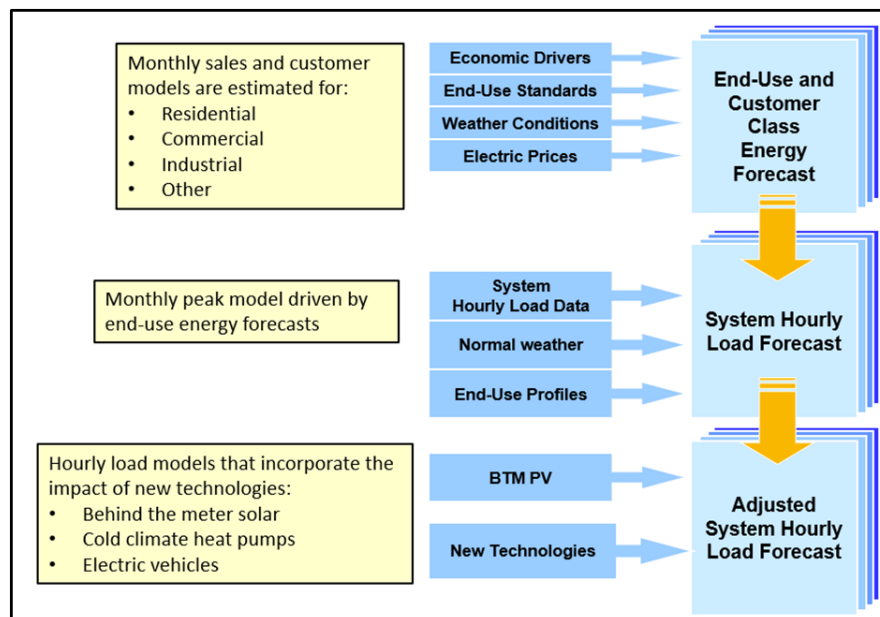 Monthly sales and customer
models are estimated for:
• Residential
• Commercial
• Industrial
• Other
Economic Drivers
End-Use Standards
Weather Conditions
Electric Prices
End-Use and
Customer
Class
Energy
Forecast
Monthly peak model driven by
end-use energy forecasts
System
Hourly Load Data
Normal weather
End-Use Profiles
System Hourly
Load Forecast
Hourly load models that incorporate the
impact of new technologies:
• Behind the meter solar
• Cold climate heat pumps
• Electric vehicles
BTM PV
New Technologies
Adjusted
System Hourly
Load Forecast